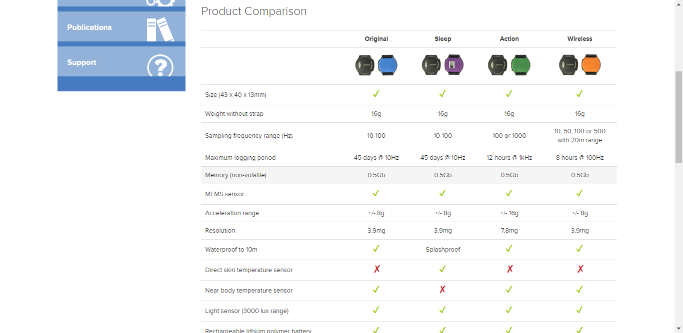 Product Comparison
Publications
Support
Original Sleep Action Wireless
Size (43 x 40 x 13mm) ✓ ✓ ✓ ✓
Weight without strap 16g 16g 16g 16g
Sampling frequency range (Hz) 10-100 10-100 100 or 1000 10, 50, 100 or 500
with 20m range
Maximum logging period 45 days @ 10Hz 45 days @ 10Hz 12 hours @ 1kHz 8 hours @ 100Hz
Memory (non-volatile) 0.5Gb 0.5Gb 0.5Gb 0.5Gb
MEMS sensor ✓ ✓ ✓ ✓
Acceleration range +/- 8g +/- 8g +/- 16g +/- 8g
Resolution 3.9mg 3.9mg 7.8mg 3.9mg
Waterproof to 10m ✓ Splashproof ✓ ✓
Direct skin temperature sensor ✗ ✓ ✗ ✗
Near body temperature sensor ✓ ✗ ✓ ✓
Light sensor (3000 lux range) ✓ ✓ ✓ ✓
Rechargeable lithium polymer battery ✓ ✓ ✓ ✓